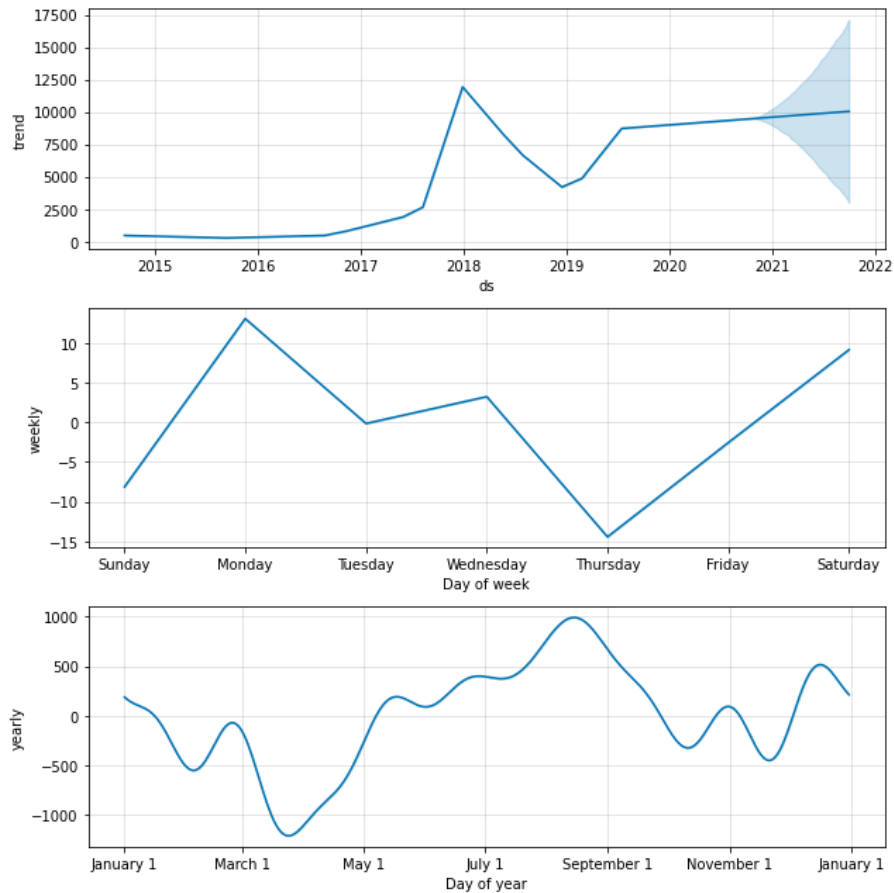 17500
15000
12500
10000
7500
5000
2500
0
trend
2015 2016 2017 2018 2019 2020 2021 2022
ds
10
5
0
−5
−10
−15
weekly
Sunday Monday Tuesday Wednesday Thursday Friday Saturday
Day of week
1000
500
0
−500
−1000
yearly
January 1 March 1 May 1 July 1 September 1 November 1 January 1
Day of year